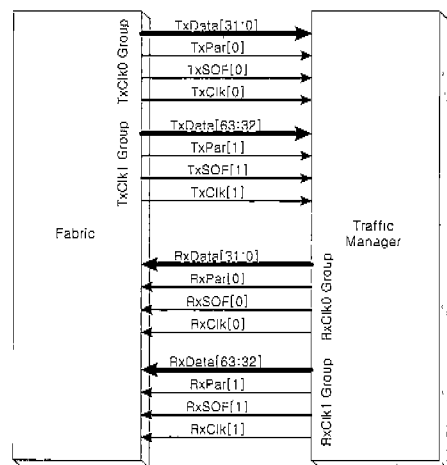 TxData[31:0]
TxPar[0]
TxSOF[0]
TxClk[0]
TxClk0 Group
TxData[63:32]
TxPar[1]
TxSOF[1]
TxClk[1]
TxClk1 Group
Fabric
Traffic
Manager
RxData[31:0]
RxPar[0]
RxSOF[0]
RxClk[0]
RxClk0 Group
RxData[63:32]
RxPar[1]
RxSOF[1]
RxClk[1]
RxClk1 Group